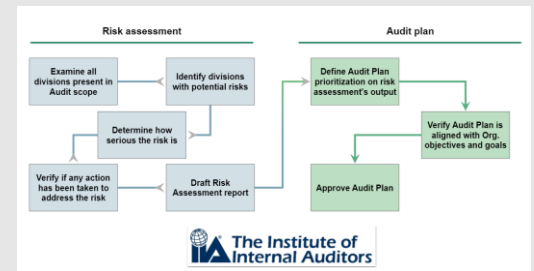 Risk assessment
Audit plan
Examine all
divisions present in
Audit scope
Identify divisions
with potential risks
Determine how
serious the risk is
Verify if any action
has been taken to
address the risk
Draft Risk
Assessment report
Define Audit Plan
prioritization on risk
assessment's output
Verify Audit Plan is
aligned with Org.
objectives and goals
Approve Audit Plan
IIA
The Institute of
Internal Auditors